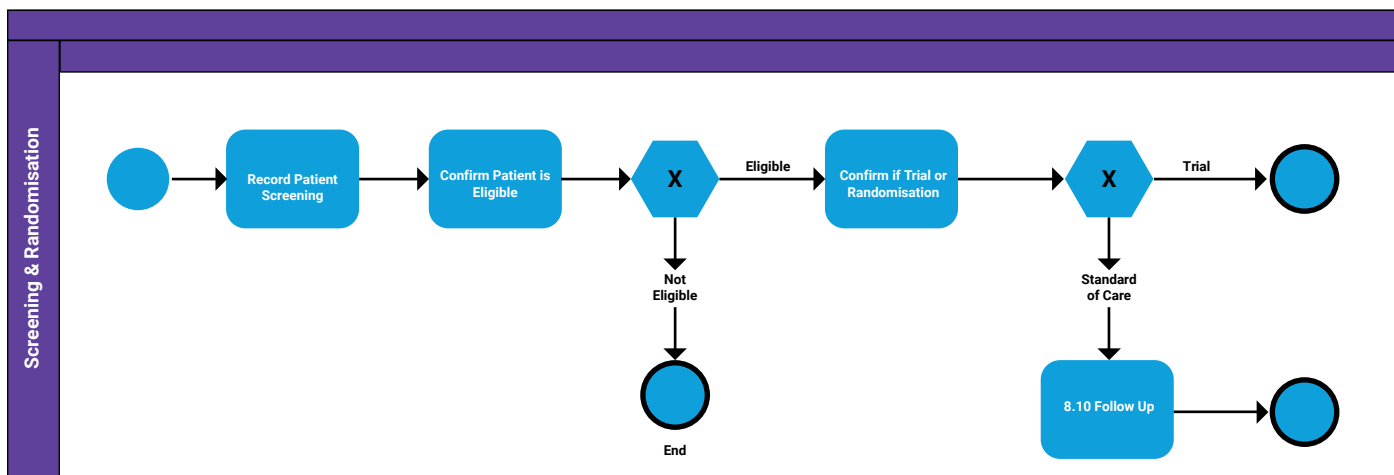 Screening & Randomisation
Record Patient
Screening
Confirm Patient is
Eligible
X
Eligible
Confirm if Trial or
Randomisation
X
Trial
Not
Eligible
Standard
of Care
End
8.10 Follow Up